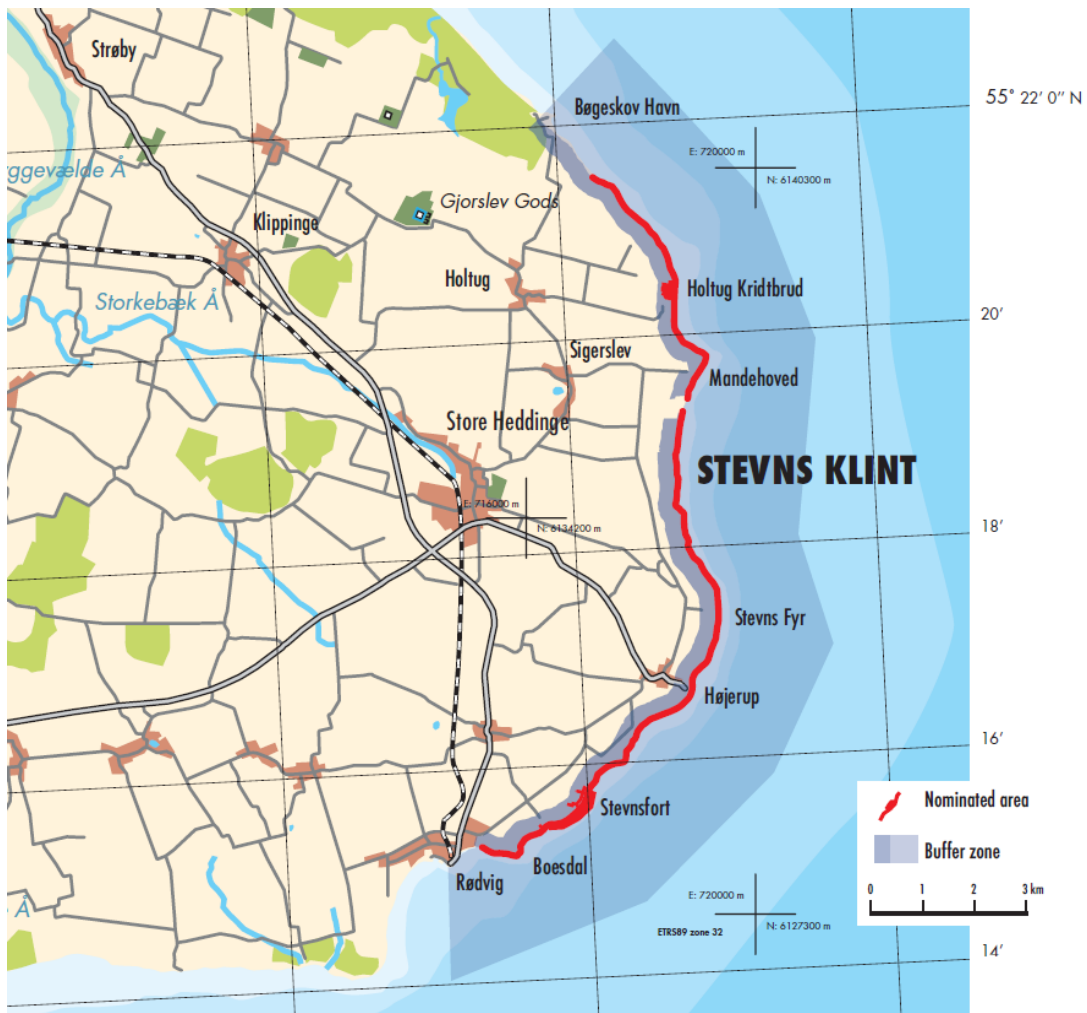 Strøby
Bøgeskov Havn
55° 22' 0'' N
E: 720000 m
N: 6140300 m
ggevælde Å
Gjorslev Gods
Klippinge
Holtug
Holtug Kridtbrud
Storkebæk Å
20'
Sigerslev
Mandehoved
Store Heddinge
STEVNS KLINT
E: 716000 m
N: 6134200 m
18'
Stevns Fyr
Højerup
16'
Nominated area
Stevnsfort
Buffer zone
Boesdal
Rødvig
0 1 2 3 km
E: 720000 m
Å
N: 6127300 m
ETRS89 zone 32
14'